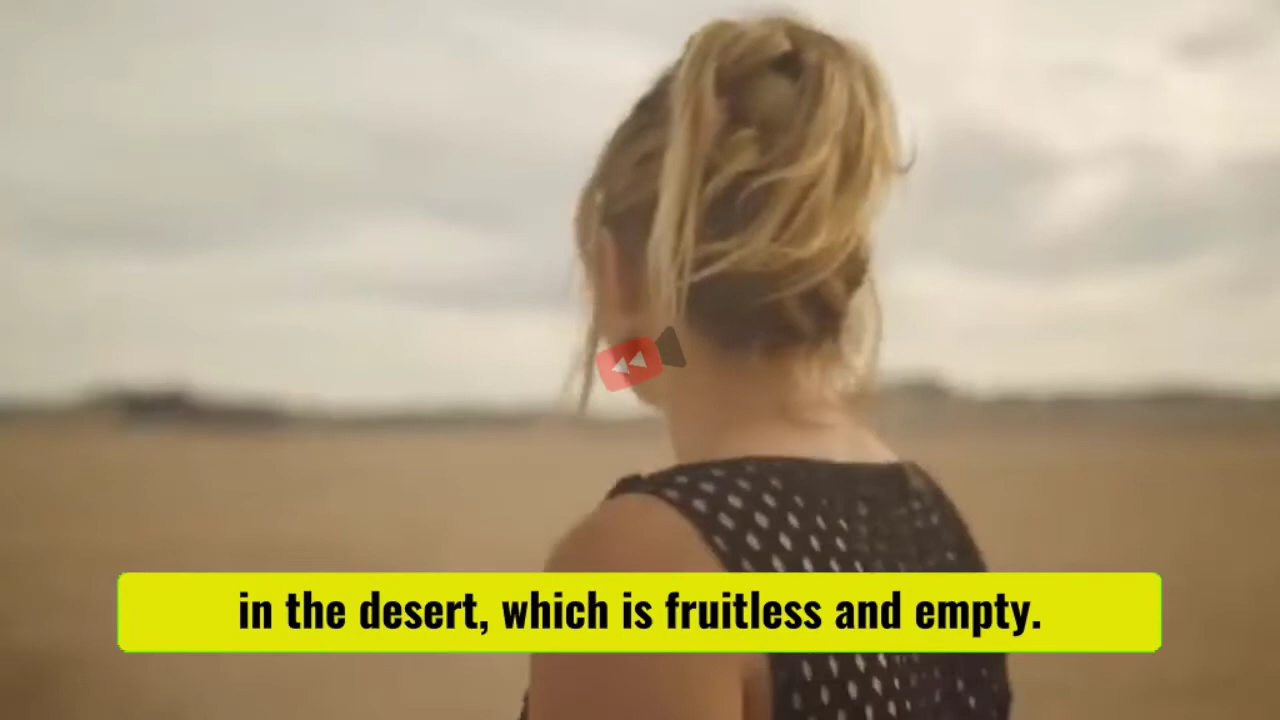 in the desert, which is fruitless and empty.